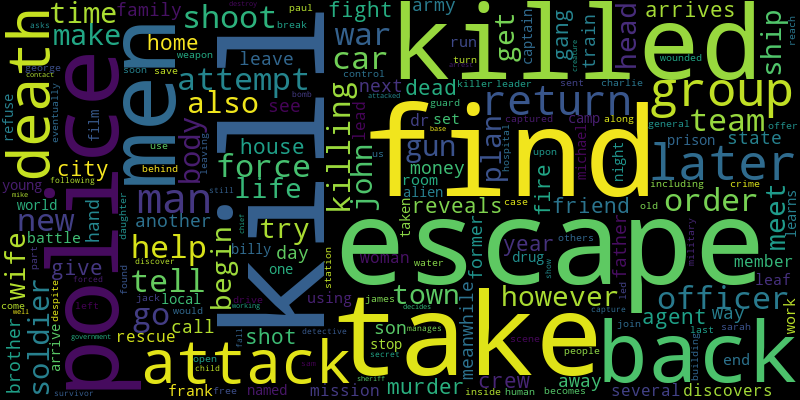 death
time
make
family
shoot
fight
army
killed
arrives
ship
paul
break
asks
weapon
home
men
police
war
car
get
captain
run
gang
train
head
wounded
reach
soon
save
george
contact
attempt
leave
control
next
dead
killer
leader
turn
creature
sent
charlie
group
refuse
eventually
film
also
body
see
bomb
kill
killing
lead
dr
set
guard
attacked
return
captured
camp
along
general
offer
team
use
behind
leaving
house
force
life
john
gun
us
find
plan
hospital
base
upon
michael
night
prison
state
later
city
following
young
mike
world
battle
new
hand
daughter
man
another
try
day
one
money
room
alien
reveals
taken
case
fire
friend
including
crime
order
old
meet
learns
materials
wife
give
help
begin
billy
still
chief
station
woman
water
former
year
drug
others
father
military
member
leaf
soldier
brother
part
come
well
despite
arrive
left
forced
discover
found
tell
go
jack
local
would
call
drive
working
using
town
escape
however
officer
led
capture
join
agent
way
last
sarah
work
rescue
shot
fall
detective
james
decides
son
manages
stop
secret
meanwhile
take
show
scene
people
back
building
end
government
survivor
attack
open
child
frank
free
named
mission
sheriff
murder
crew
inside
human
becomes
away
several
discovers
destroy